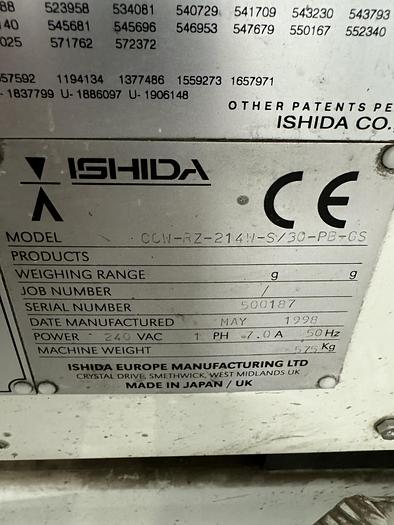 88 523958 534081 540729 541709 543230 543793
140 545681 545696 546953 547679 550167 552340
025 571762 572372
657592 1194134 1377486 1559273 1657971
U- 1837799 U- 1886097 U- 1906148
OTHER PATENTS PE
ISHIDA CO.
ISHIDA CE
MODEL CCW-RZ-214W-S/30-PB-GS
PRODUCTS
WEIGHING RANGE g g
JOB NUMBER /
SERIAL NUMBER 500187
DATE MANUFACTURED MAY 1998
POWER 240 VAC 1 PH 7.0 A 50 Hz
MACHINE WEIGHT 575 Kg
ISHIDA EUROPE MANUFACTURING LTD
CRYSTAL DRIVE, SMETHWICK, WEST MIDLANDS UK
MADE IN JAPAN / UK